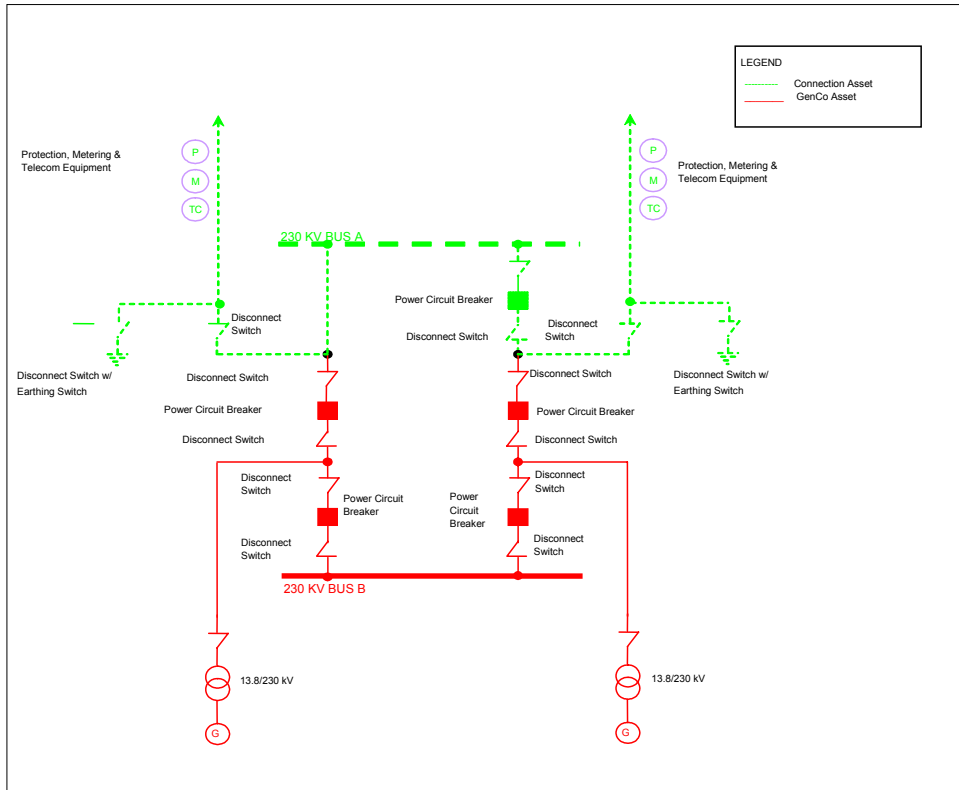 LEGEND
Connection Asset
GenCo Asset
Protection, Metering &
Telecom Equipment
P
M
TC
P
M
TC
Protection, Metering &
Telecom Equipment
230 KV BUS A
Power Circuit Breaker
Disconnect
Switch
Disconnect Switch
Disconnect
Switch
Disconnect Switch w/
Earthing Switch
Disconnect Switch
Disconnect Switch
Disconnect Switch w/
Earthing Switch
Power Circuit Breaker
Power Circuit Breaker
Disconnect Switch
Disconnect Switch
Disconnect
Switch
Disconnect
Switch
Power Circuit
Breaker
Power
Circuit
Breaker
Disconnect
Switch
Disconnect
Switch
230 KV BUS B
13.8/230 kV
13.8/230 kV
G
G